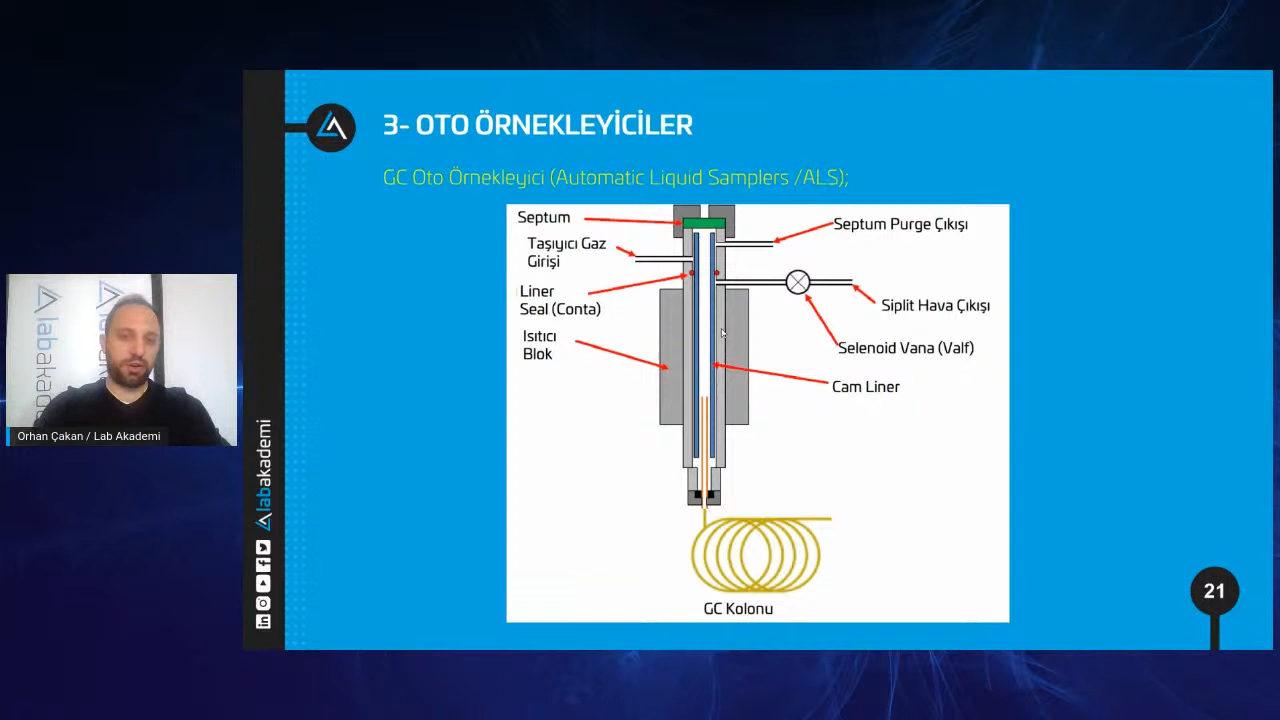 3- OTO ÖRNEKLEYİCİLER
GC Oto Örnekleyici (Automatic Liquid Samplers /ALS);
Septum
Taşıyıcı Gaz
Girişi
Liner
Seal (Conta)
Isıtıcı
Blok
Septum Purge Çıkışı
Siplit Hava Çıkışı
Selenoid Vana (Valf)
Cam Liner
GC Kolonu
21
labakademi
labakade
Orhan Çakan / Lab Akademi